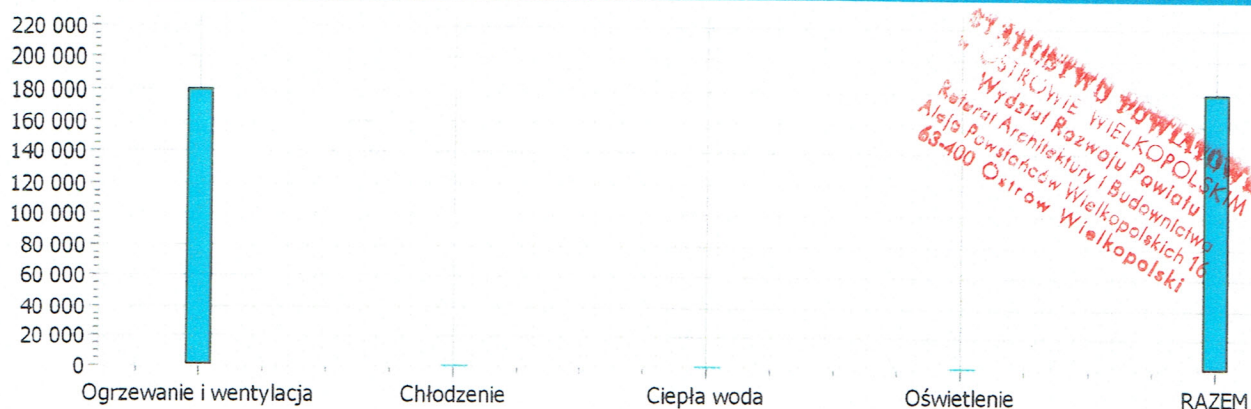 220 000
200 000
180 000
160 000
140 000
120 000
100 000
80 000
60 000
40 000
20 000
0
Ogrzewanie i wentylacja
Chłodzenie
Ciepła woda
Oświetlenie
RAZEM
OSTROWIE WIELKOPOLSKIM
Wydział Rozwoju Powiatu
Referat Architektury i Budownictwa
Aleja Powstańców Wielkopolskich 16
63-400 Ostrów Wielkopolski